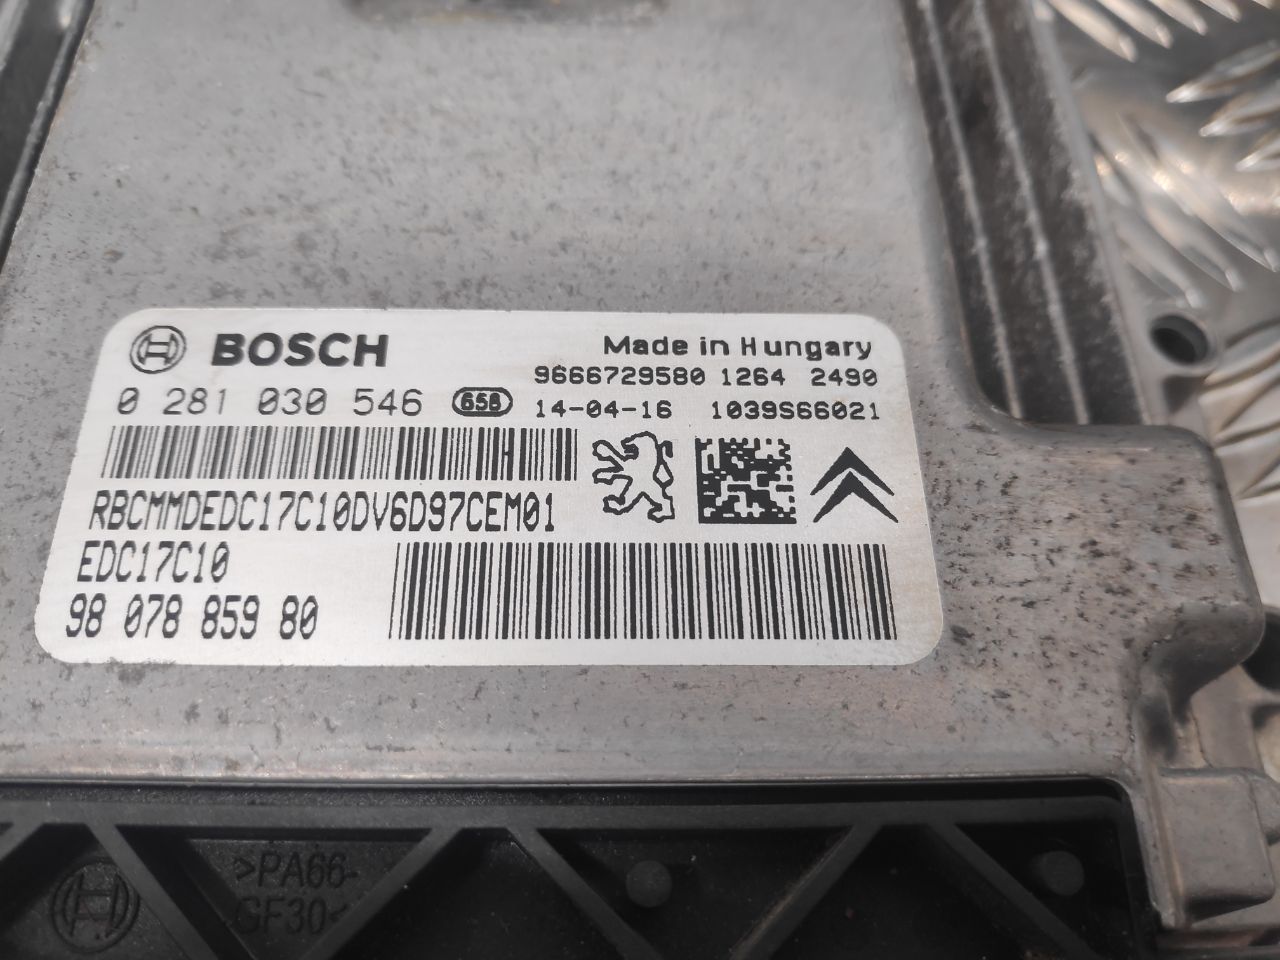 BOSCH
Made in Hungary
9666729580 1264 2490
0 281 030 546 658 14-04-16 1039S66021
RBCMMDEDC17C10DV6D97CEM01
EDC17C10
98 078 859 80
>PA66-
GF30<